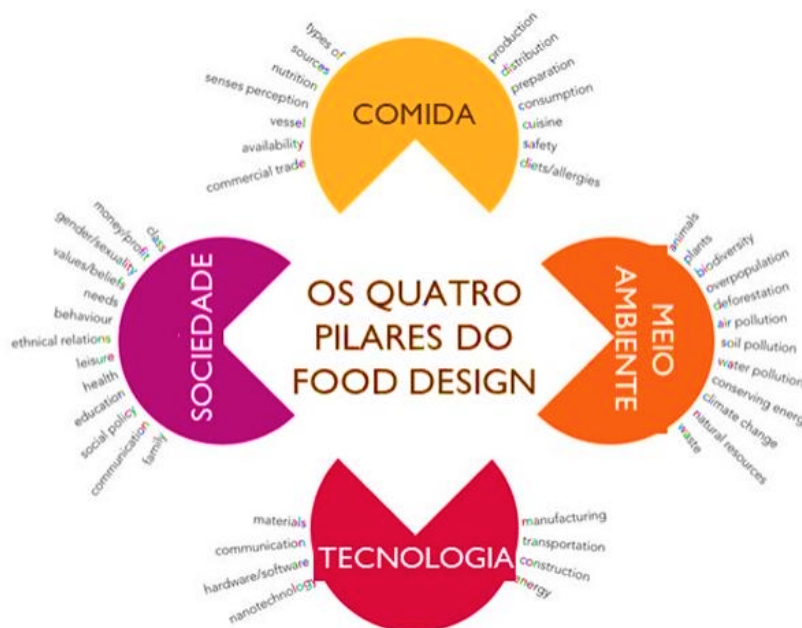 types of
sources
nutrition
senses perception
vessel
availability
commercial trade
COMIDA
production
distribution
preparation
consumption
cuisine
safety
diets/allergies
class
money/profit
gender/sexuality
values/beliefs
needs
behaviour
ethnical relations
leisure
health
education
social policy
communication
family
SOCIEDADE
OS QUATRO
PILARES DO
FOOD DESIGN
MEIO
AMBIENTE
animals
plants
biodiversity
overpopulation
deforestation
air pollution
soil pollution
water pollution
conserving energy
climate change
natural resources
waste
materials
communication
hardware/software
nanotechnology
TECNOLOGIA
manufacturing
transportation
construction
energy